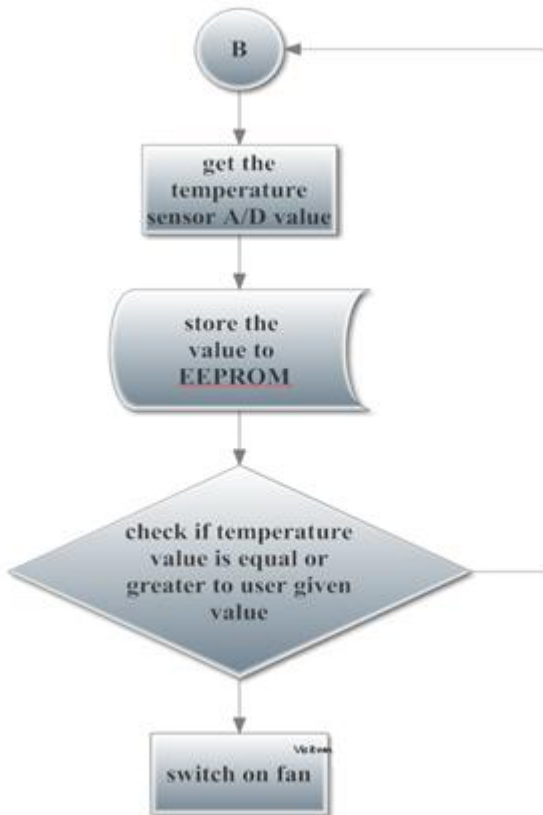 B
get the
temperature
sensor A/D value
store the
value to
EEPROM
check if temperature
value is equal or
greater to user given
value
switch on fan